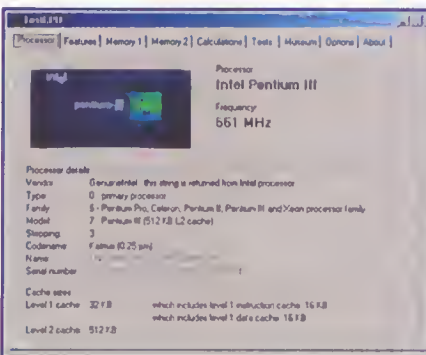 Processor Features Memory 1 Memory 2 Calculations Tests Museum Options About
intel
pentium
Processor
Intel Pentium III
Frequency
661 MHz
Processor details
Vendor GenuineIntel this string is returned from Intel processor
Type 0 primary processor
Family 6 - Pentium Pro, Celeron, Pentium II, Pentium III and Xeon processor family
Model 7 Pentium III (512 KB L2 cache)
Stepping 3
Codename Katmai (0.25 µm)
Name
Serial number
Cache sizes
Level 1 cache 32 KB which includes level 1 instruction cache 16 KB
which includes level 1 data cache 16 KB
Level 2 cache 512 KB